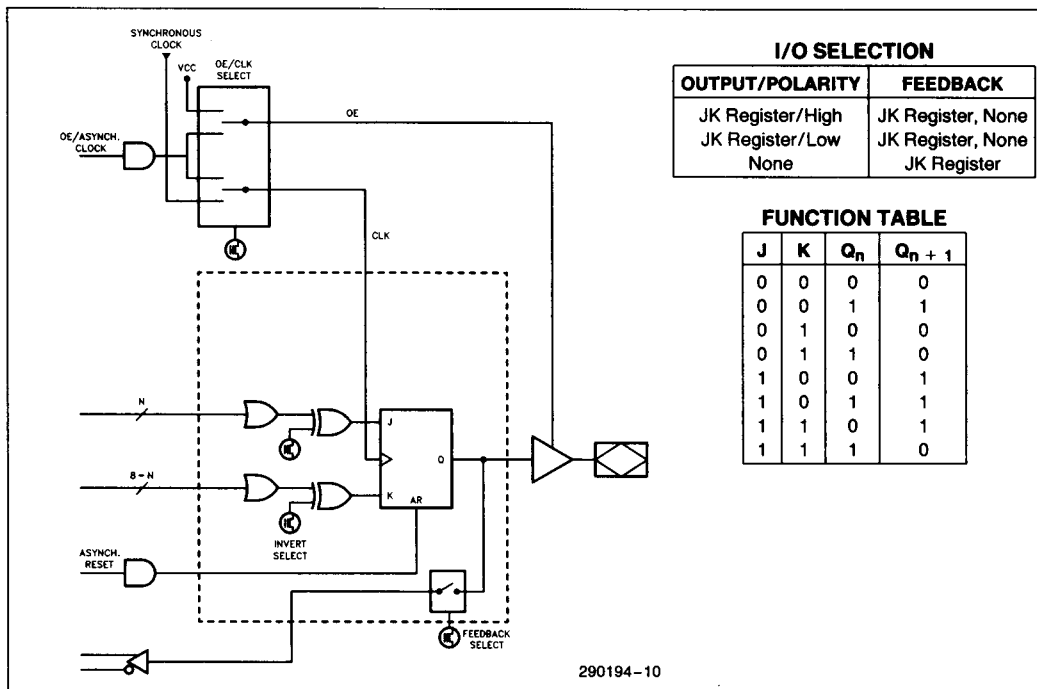 SYNCHRONOUS
CLOCK
VCC
OE/CLK
SELECT
OE
OE/ASYNCH.
CLOCK
CLK
N
J
Q
8-N
K
AR
INVERT
SELECT
ASYNCH.
RESET
FEEDBACK
SELECT
290194-10
I/O SELECTION
OUTPUT/POLARITY FEEDBACK
JK Register/High JK Register, None
JK Register/Low JK Register, None
None JK Register
FUNCTION TABLE
J K Qn Qn + 1
0 0 0 0
0 0 1 1
0 1 0 0
0 1 1 0
1 0 0 1
1 0 1 1
1 1 0 1
1 1 1 0